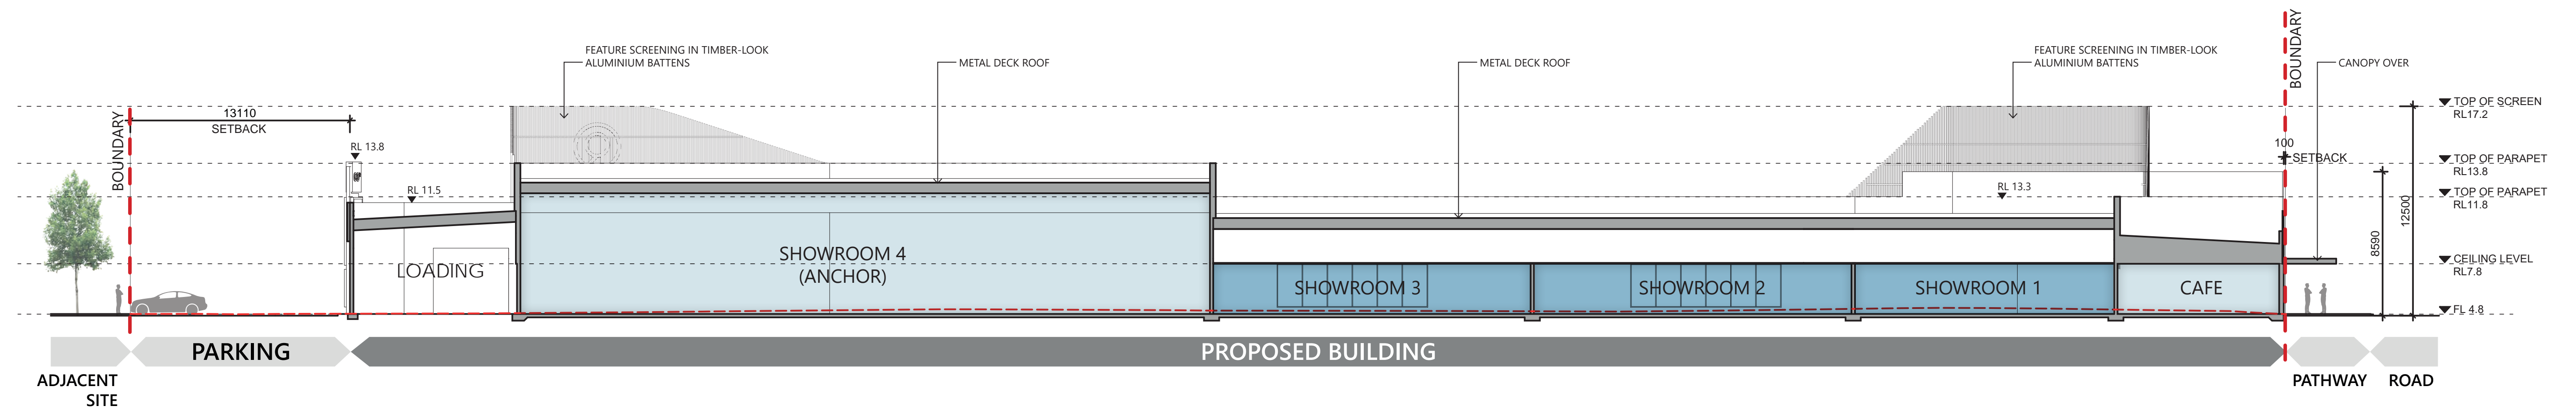 FEATURE SCREENING IN TIMBER-LOOK
ALUMINIUM BATTENS
METAL DECK ROOF
METAL DECK ROOF
FEATURE SCREENING IN TIMBER-LOOK
ALUMINIUM BATTENS
BOUNDARY
CANOPY OVER
BOUNDARY
13110
SETBACK
RL 13.8
RL 11.5
RL 13.3
100
SETBACK
TOP OF SCREEN
RL17.2
TOP OF PARAPET
RL13.8
TOP OF PARAPET
RL11.8
CEILING LEVEL
RL7.8
FL 4.8
8590
12500
LOADING
SHOWROOM 4
(ANCHOR)
SHOWROOM 3
SHOWROOM 2
SHOWROOM 1
CAFE
PARKING
PROPOSED BUILDING
ADJACENT
SITE
PATHWAY
ROAD